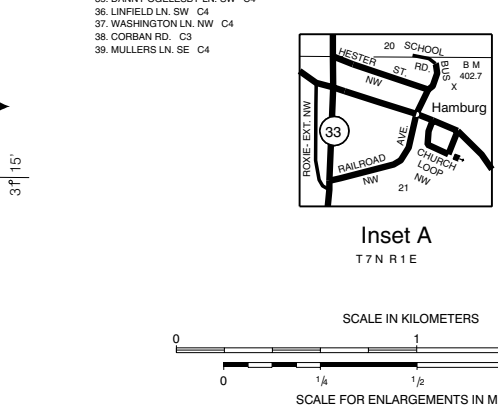 36. LINFIELD LN. SW C4
37. WASHINGTON LN. NW C4
38. CORBAN RD. C3
39. MULLERS LN. SE C4
31° 15'
20 SCHOOL
BUS
RD.
HESTER
ST.
NW
B M
402.7
X
Hamburg
33
ROXIE- EXT. NW
AVE
CHURCH
LOOP
NW
RAILROAD
NW
21
Inset A
T 7 N R 1 E
SCALE IN KILOMETERS
0 1
0 1/4 1/2
SCALE FOR ENLARGEMENTS IN M